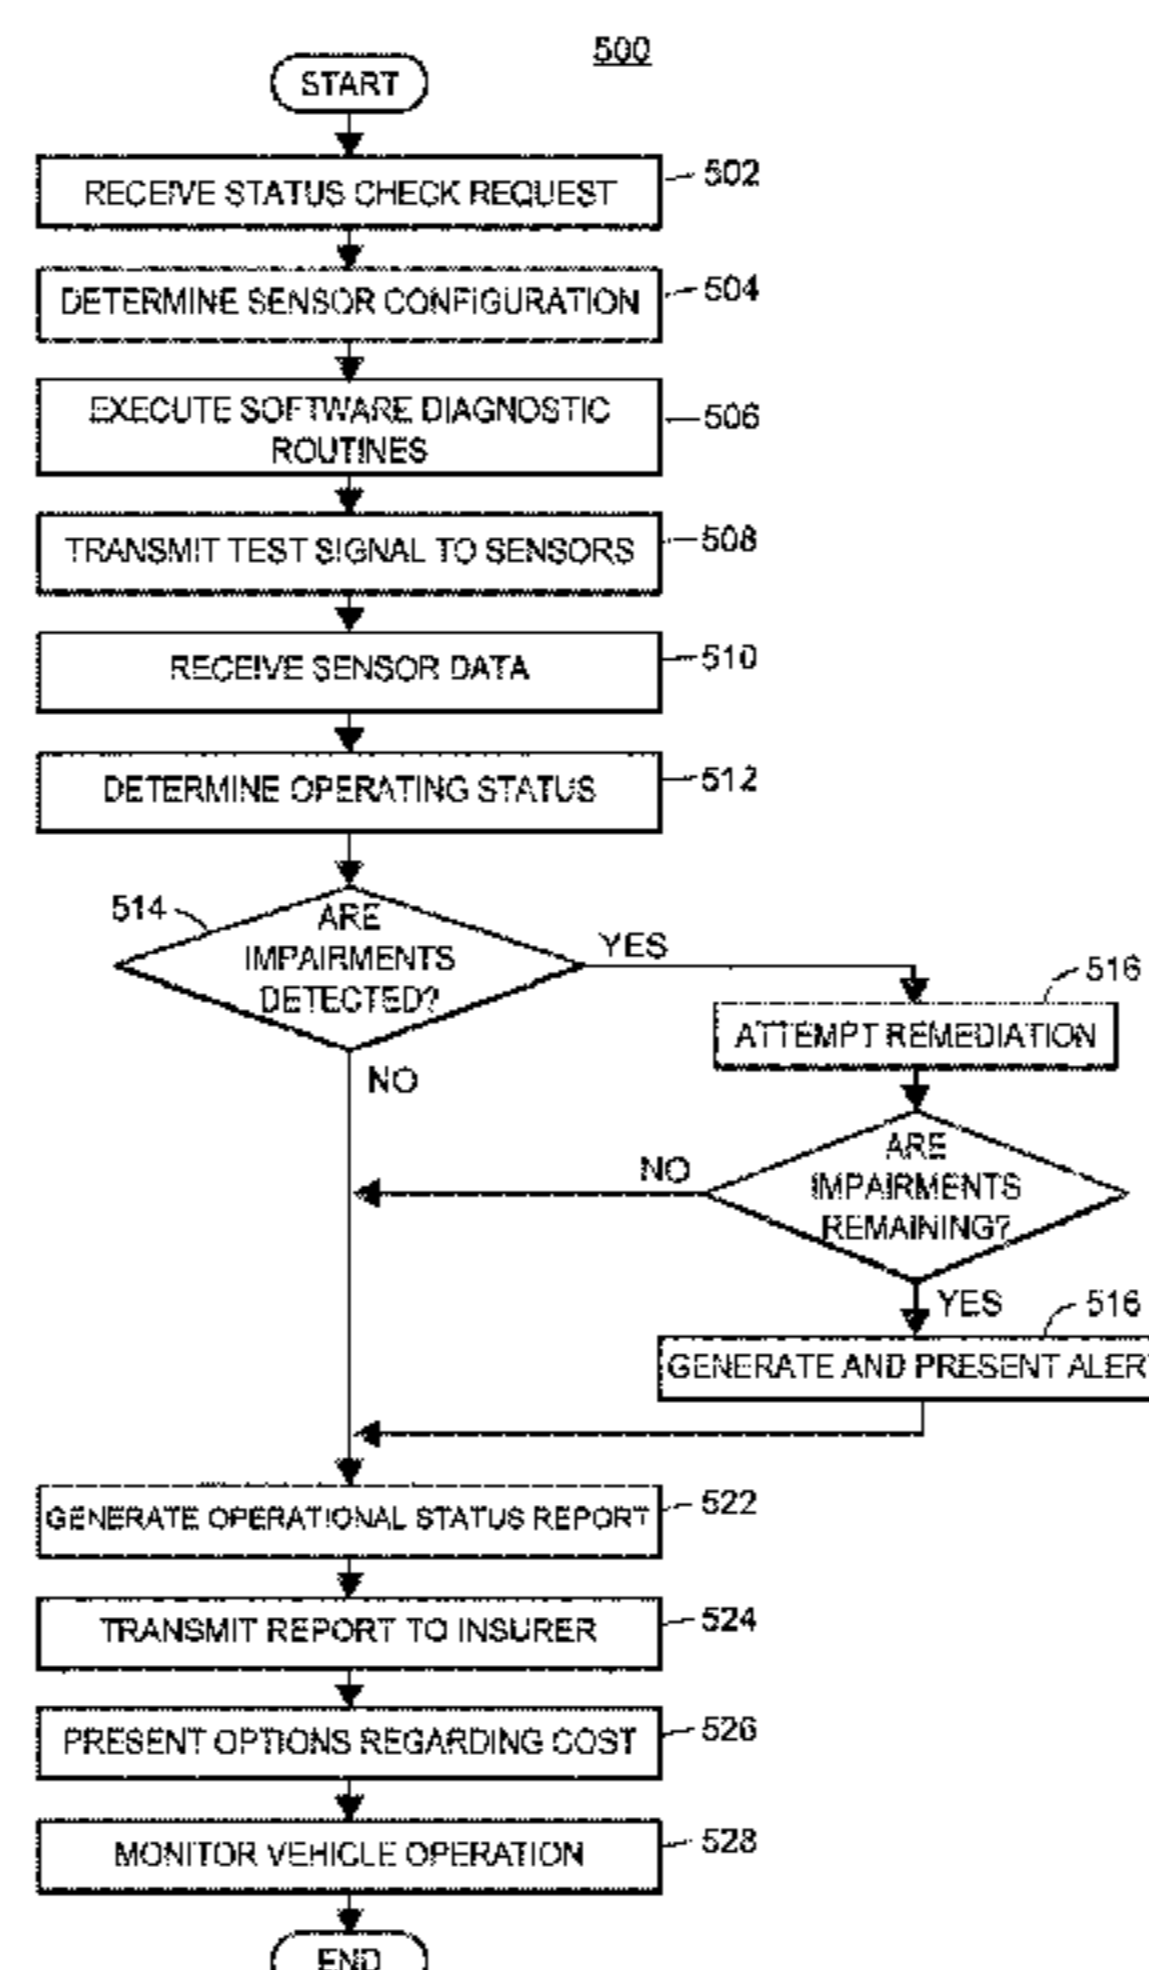 500
START
RECEIVE STATUS CHECK REQUEST
502
DETERMINE SENSOR CONFIGURATION
504
EXECUTE SOFTWARE DIAGNOSTIC
ROUTINES
506
TRANSMIT TEST SIGNAL TO SENSORS
508
RECEIVE SENSOR DATA
510
DETERMINE OPERATING STATUS
512
514
ARE
IMPAIRMENTS
DETECTED?
YES
NO
516
ATTEMPT REMEDIATION
ARE
IMPAIRMENTS
REMAINING?
NO
YES
516
GENERATE AND PRESENT ALER
GENERATE OPERATIONAL STATUS REPORT
522
TRANSMIT REPORT TO INSURER
524
PRESENT OPTIONS REGARDING COST
526
MONITOR VEHICLE OPERATION
528
END